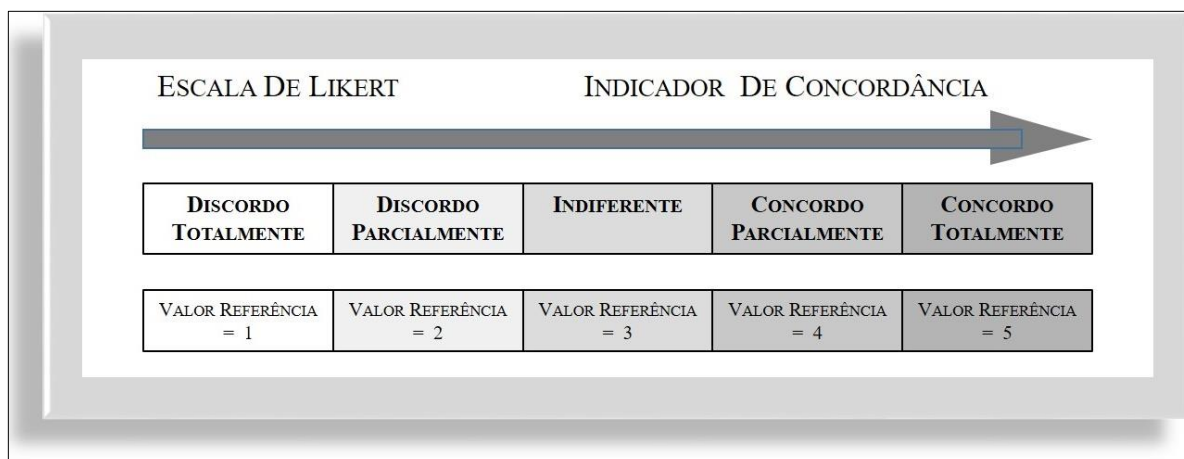 ESCALA DE LIKERT INDICADOR DE CONCORDÂNCIA
DISCORDO TOTALMENTE
DISCORDO PARCIALMENTE
INDIFERENTE
CONCORDO PARCIALMENTE
CONCORDO TOTALMENTE
VALOR REFERÊNCIA = 1
VALOR REFERÊNCIA = 2
VALOR REFERÊNCIA = 3
VALOR REFERÊNCIA = 4
VALOR REFERÊNCIA = 5